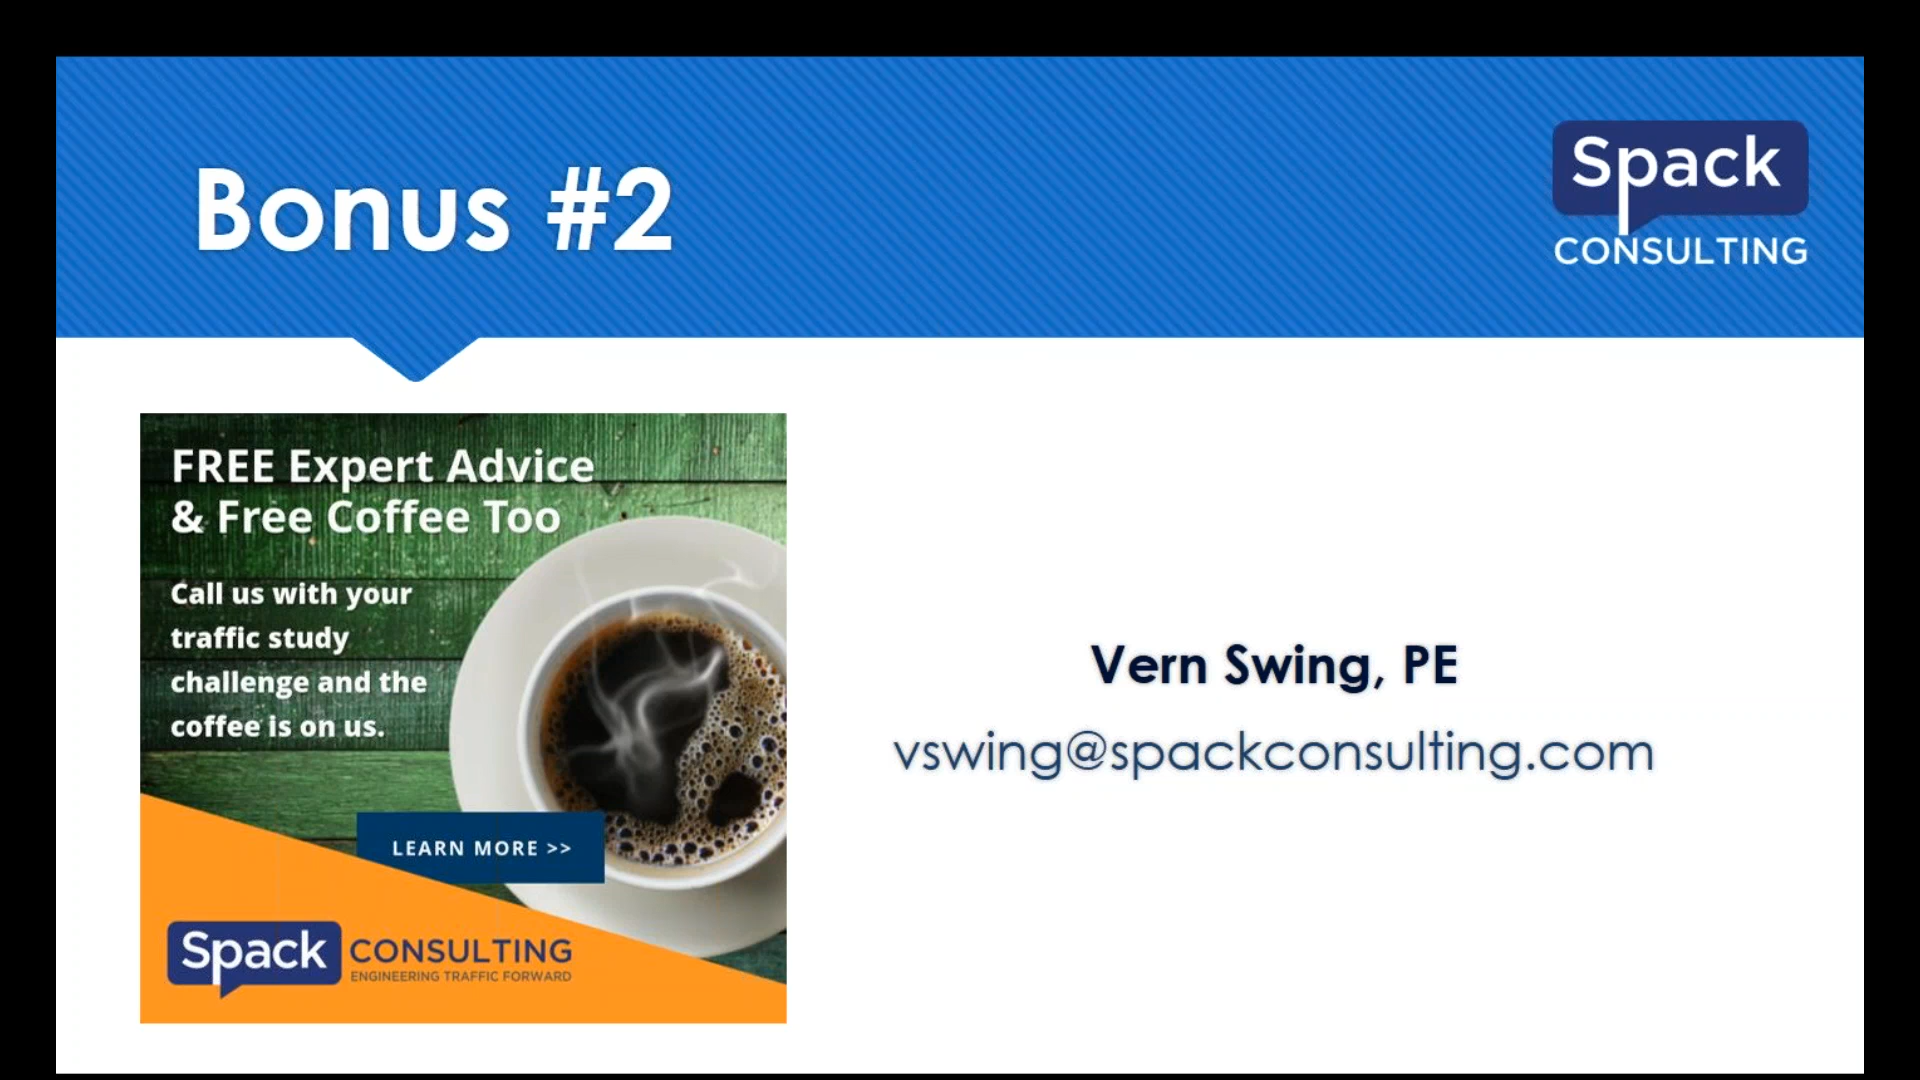 Bonus #2
Spack
CONSULTING
FREE Expert Advice
& Free Coffee Too
Call us with your
traffic study
challenge and the
coffee is on us.
LEARN MORE >>
Spack CONSULTING
ENGINEERING TRAFFIC FORWARD
Vern Swing, PE
vswing@spackconsulting.com